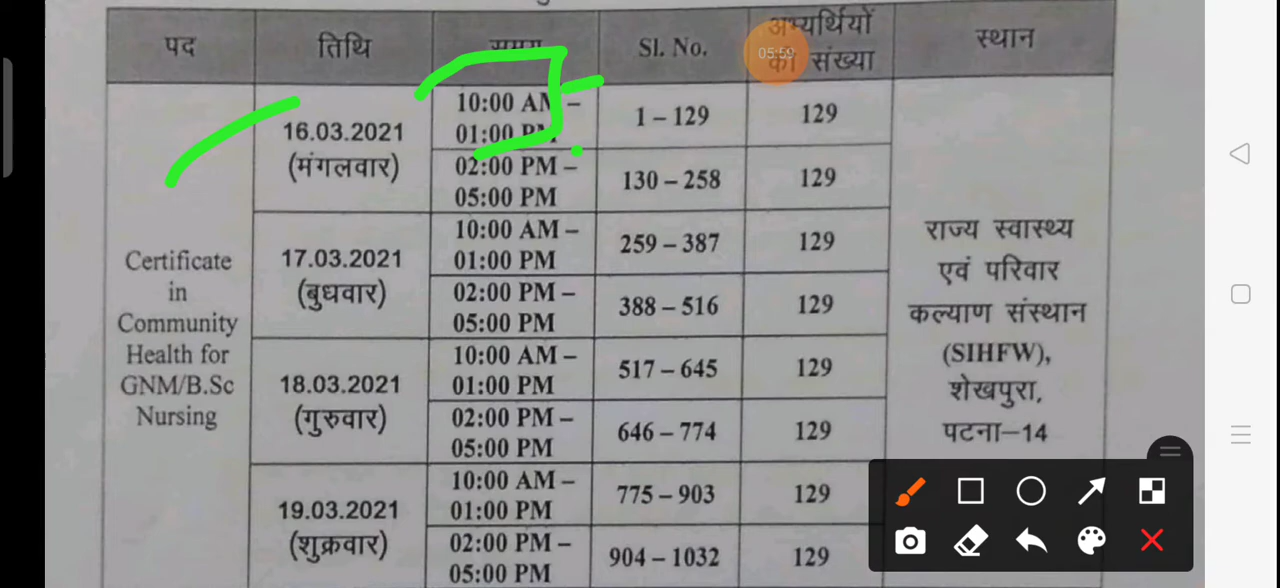 पद
तिथि
समय
Sl. No.
अभ्यर्थियों
की संख्या
स्थान
05:59
Certificate
in
Community
Health for
GNM/B.Sc
Nursing
16.03.2021
(मंगलवार)
10:00 AM –
01:00 PM
1 – 129
129
02:00 PM –
05:00 PM
130 – 258
129
17.03.2021
(बुधवार)
10:00 AM –
01:00 PM
259 – 387
129
02:00 PM –
05:00 PM
388 – 516
129
18.03.2021
(गुरुवार)
10:00 AM –
01:00 PM
517 – 645
129
02:00 PM –
05:00 PM
646 – 774
129
19.03.2021
(शुक्रवार)
10:00 AM –
01:00 PM
775 – 903
129
02:00 PM –
05:00 PM
904 – 1032
129
राज्य स्वास्थ्य
एवं परिवार
कल्याण संस्थान
(SIHFW),
शेखपुरा,
पटना–14